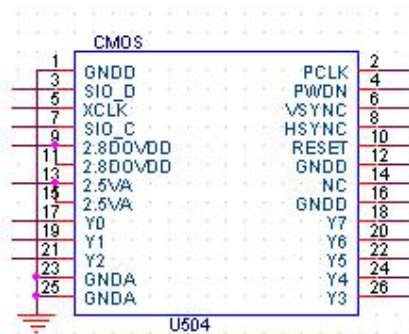 CMOS
1 GNDD PCLK 2
3 SIO_D PWDN 4
5 XCLK VSYNC 6
7 SIO_C HSYNC 8
9 2.8DOVDD RESET 10
11 2.8DOVDD GNDD 12
13 2.5VA NC 14
15 2.5VA GNDD 16
17 Y0 Y7 18
19 Y1 Y6 20
21 Y2 Y5 22
23 GNDA Y4 24
25 GNDA Y3 26
U504